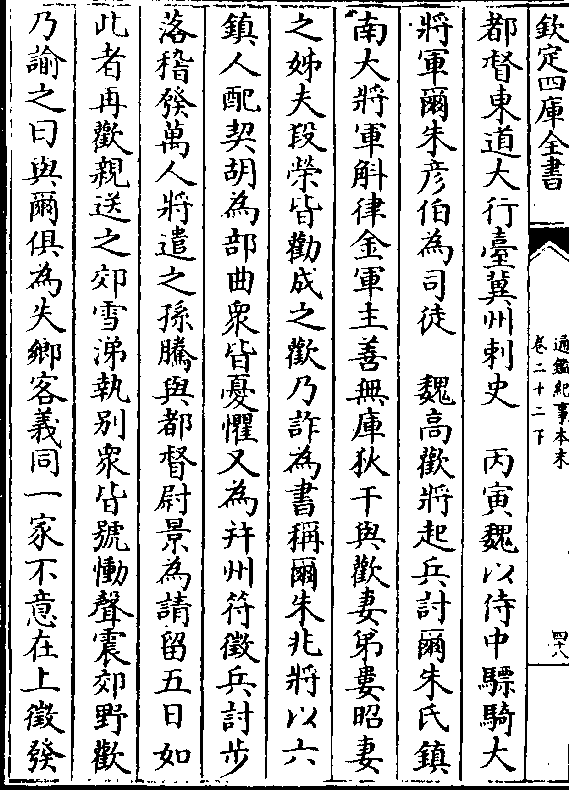 欽定四庫全書
通鑑紀事本末
卷二十二下
四八
都督東道大行臺冀州刺史 丙寅魏以侍中驃騎大
將軍爾朱彦伯為司徒 魏高歡將起兵討爾朱氏鎮
南大將軍斛律金軍主善無庫狄干與歡妻弟婁昭妻
之姊夫段榮皆勸成之歡乃詐為書稱爾朱兆將以六
鎮人配契胡為部曲衆皆憂懼又為并州符徵兵討步
落稽發萬人將遣之孫騰與都督尉景為請留五日如
此者再歡親送之郊雪涕執别衆皆號慟聲震郊野歡
乃諭之曰與爾俱為失鄉客義同一家不意在上徵發